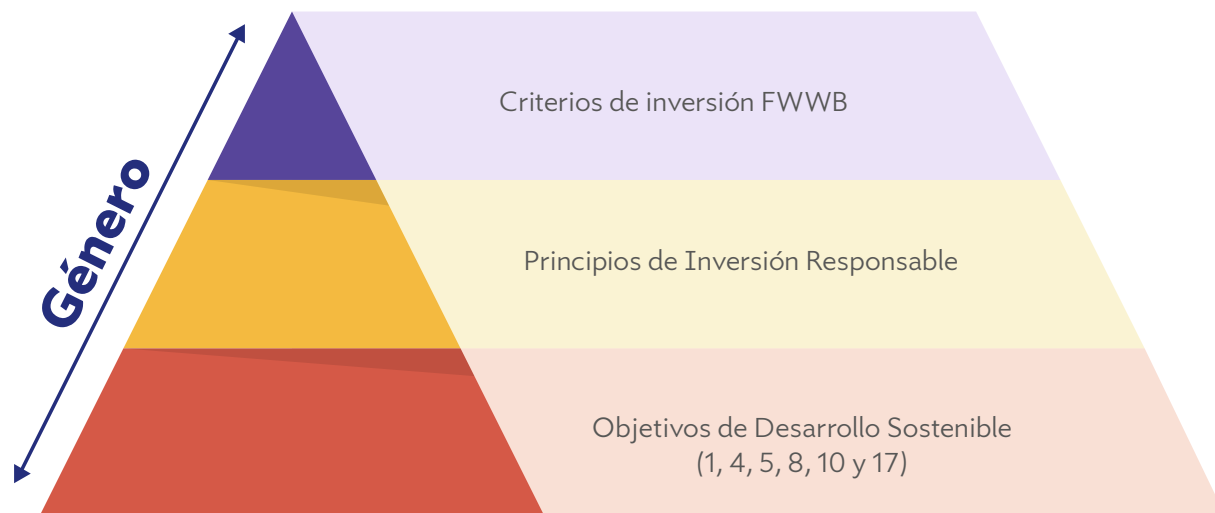 Género
Criterios de inversión FWWB
Principios de Inversión Responsable
Objetivos de Desarrollo Sostenible
(1, 4, 5, 8, 10 y 17)